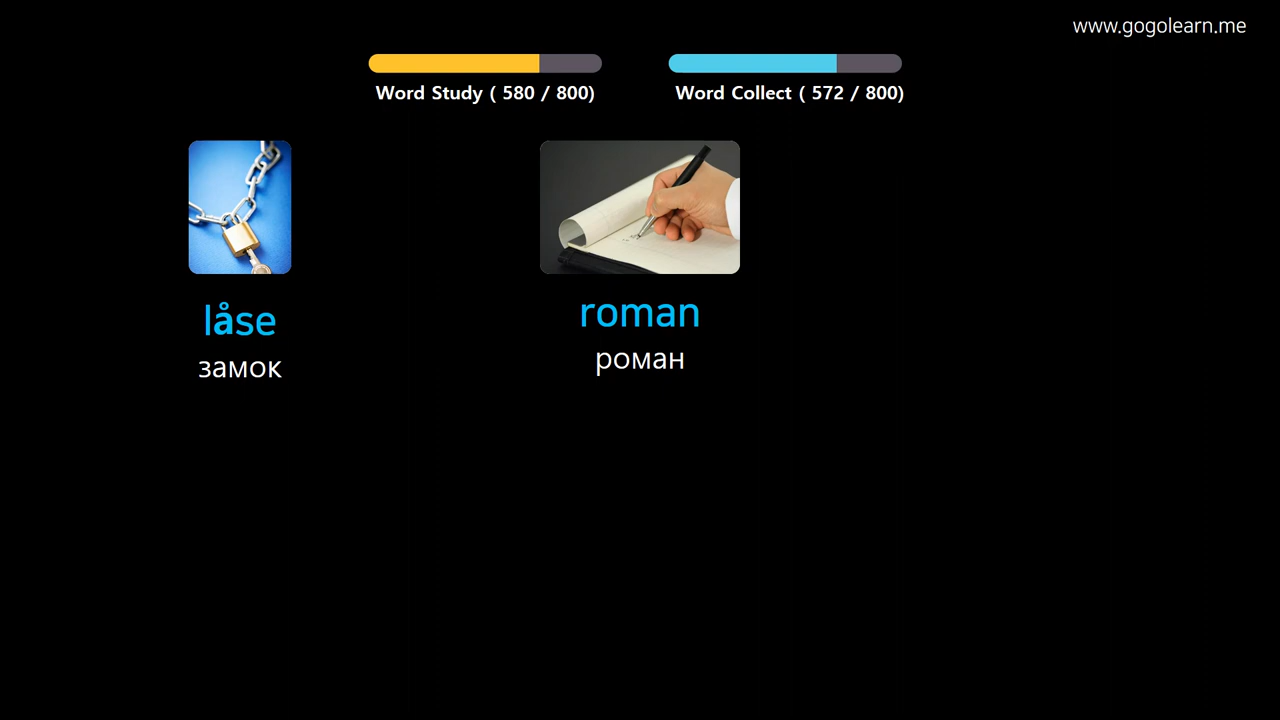 www.gogolearn.me
Word Study ( 580 / 800)
Word Collect ( 572 / 800)
låse
замок
roman
роман